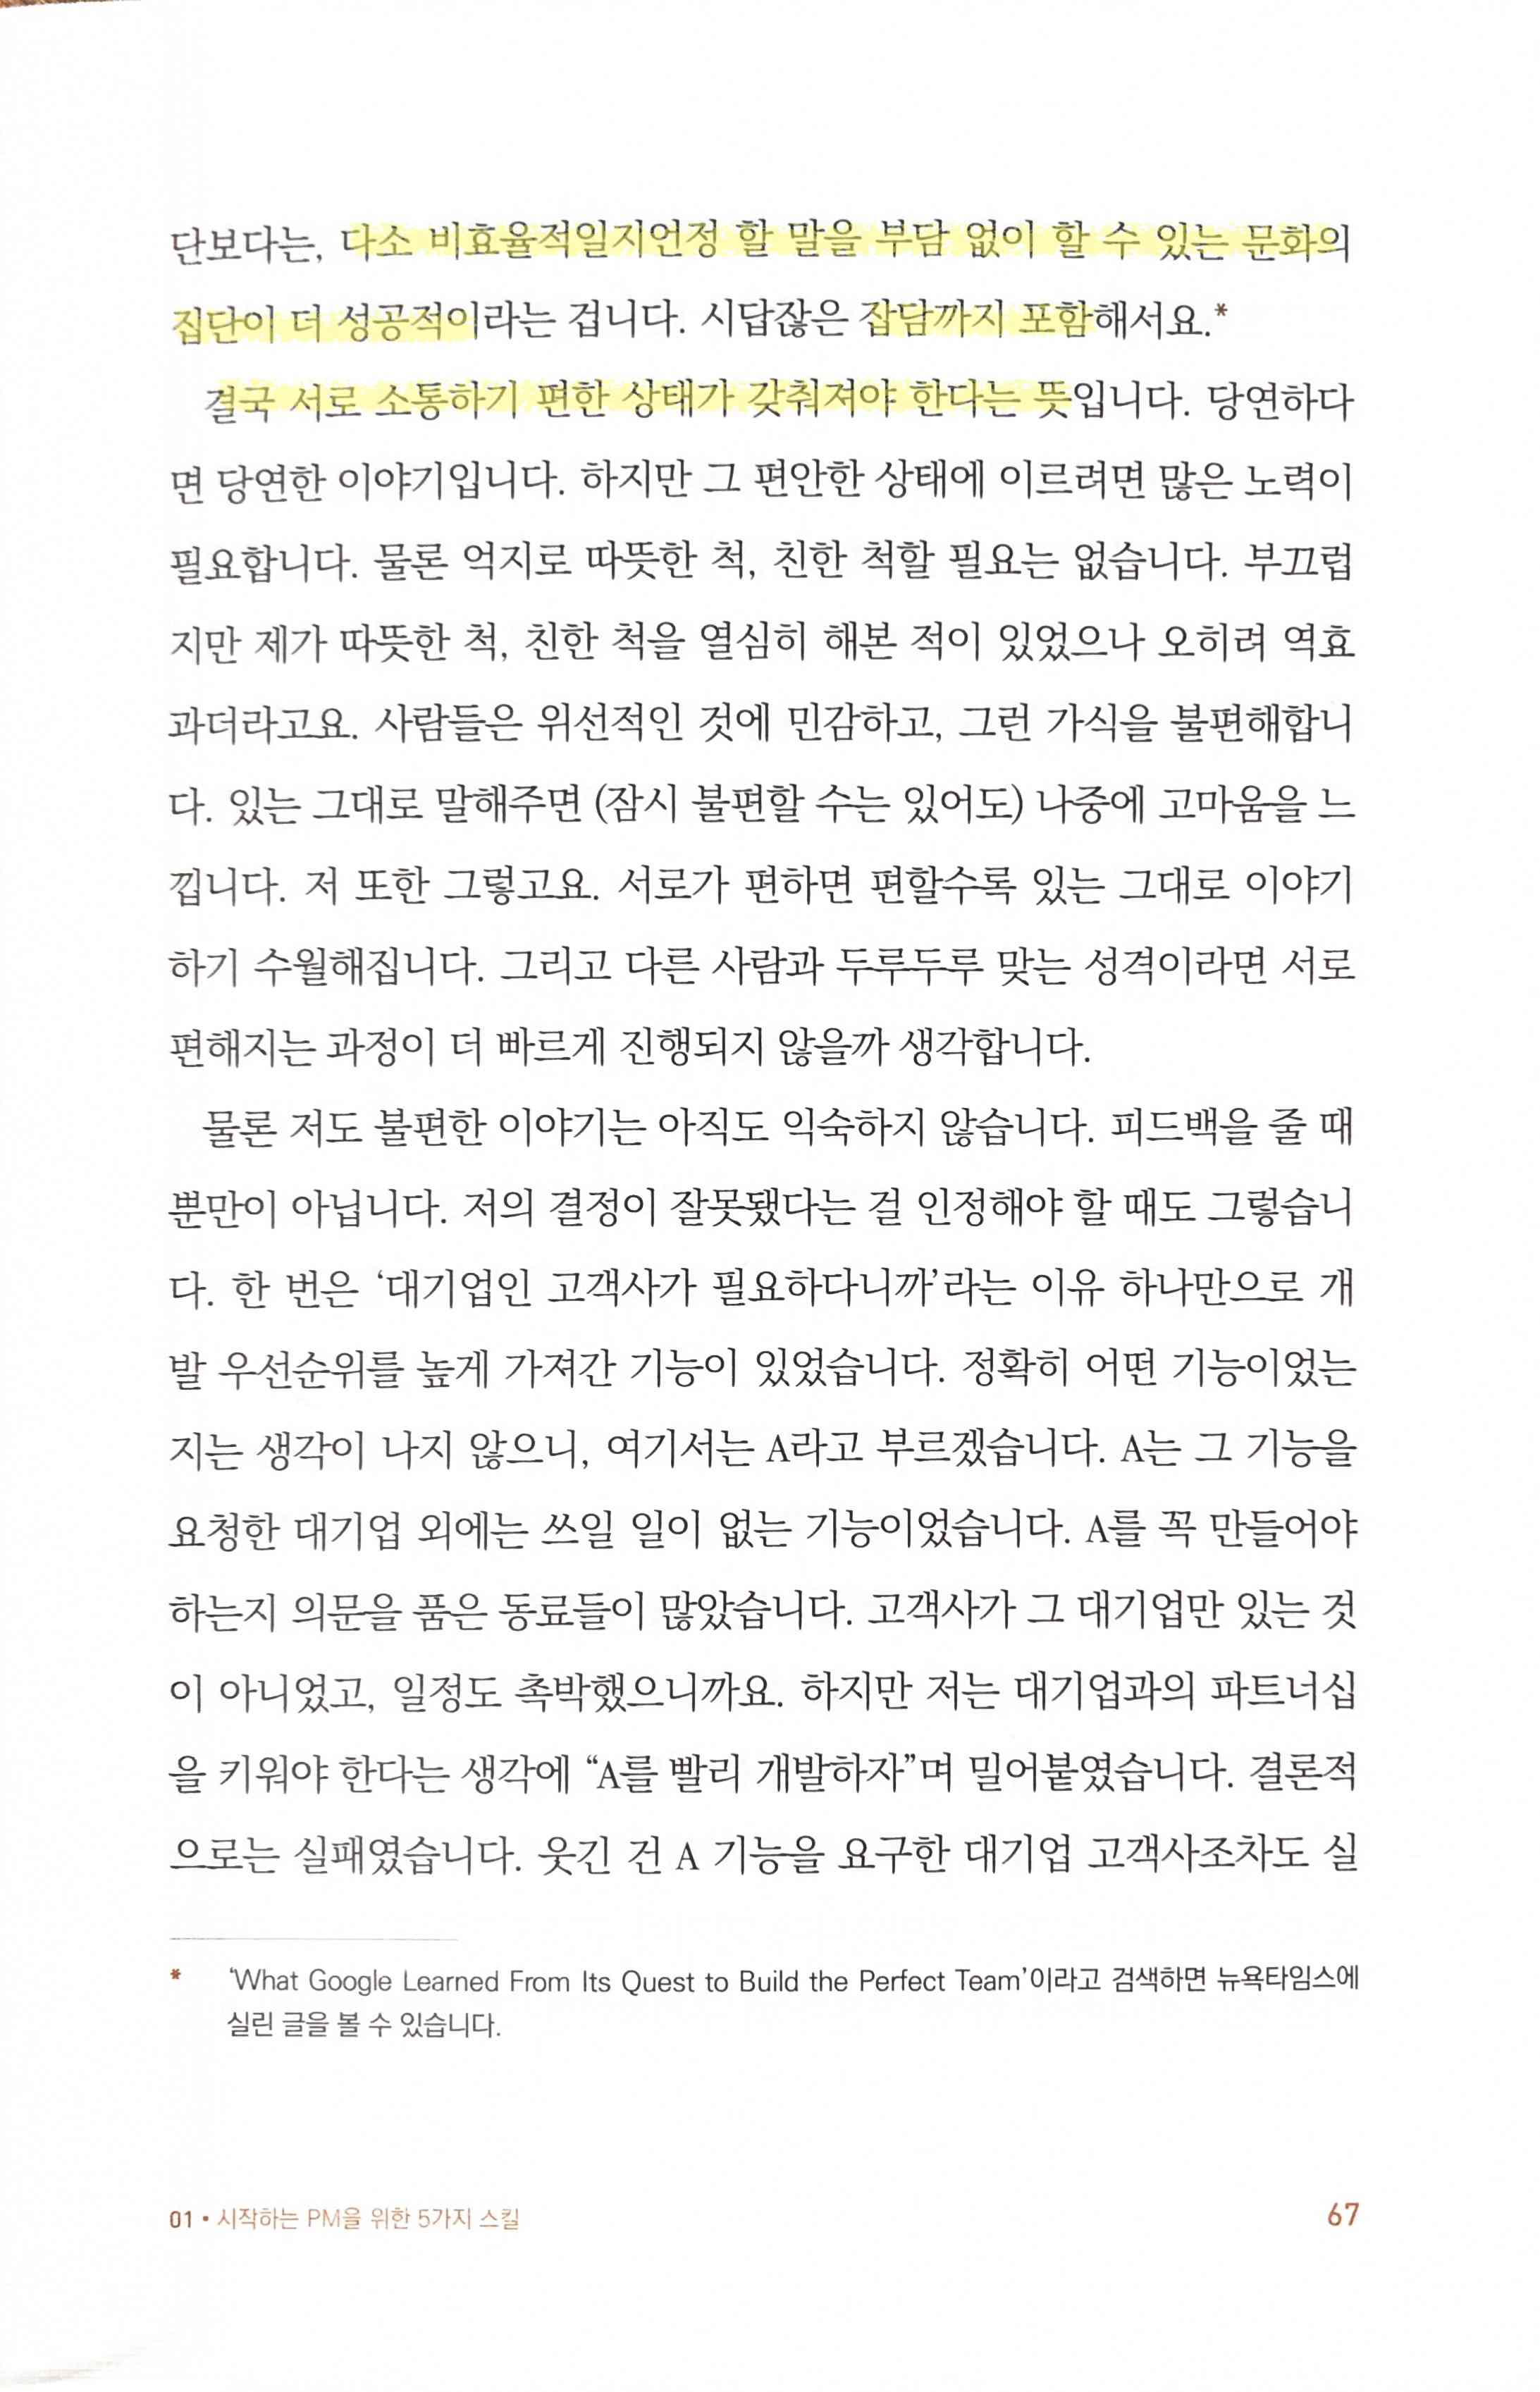 단보다는, 다소 비효율적일지언정 할 말을 부담 없이 할 수 있는 문화의
집단이 더 성공적이라는 겁니다. 시답잖은 잡담까지 포함해서요.*
결국 서로 소통하기 편한 상태가 갖춰져야 한다는 뜻입니다. 당연하다
면 당연한 이야기입니다. 하지만 그 편안한 상태에 이르려면 많은 노력이
필요합니다. 물론 억지로 따뜻한 척, 친한 척할 필요는 없습니다. 부끄럽
지만 제가 따뜻한 척, 친한 척을 열심히 해본 적이 있었으나 오히려 역효
과더라고요. 사람들은 위선적인 것에 민감하고, 그런 가식을 불편해합니
다. 있는 그대로 말해주면 (잠시 불편할 수는 있어도) 나중에 고마움을 느
낍니다. 저 또한 그렇고요. 서로가 편하면 편할수록 있는 그대로 이야기
하기 수월해집니다. 그리고 다른 사람과 두루두루 맞는 성격이라면 서로
편해지는 과정이 더 빠르게 진행되지 않을까 생각합니다.
물론 저도 불편한 이야기는 아직도 익숙하지 않습니다. 피드백을 줄 때
뿐만이 아닙니다. 저의 결정이 잘못됐다는 걸 인정해야 할 때도 그렇습니
다. 한 번은 ‘대기업인 고객사가 필요하다니까’라는 이유 하나만으로 개
발 우선순위를 높게 가져간 기능이 있었습니다. 정확히 어떤 기능이었는
지는 생각이 나지 않으니, 여기서는 A라고 부르겠습니다. A는 그 기능을
요청한 대기업 외에는 쓰일 일이 없는 기능이었습니다. A를 꼭 만들어야
하는지 의문을 품은 동료들이 많았습니다. 고객사가 그 대기업만 있는 것
이 아니었고, 일정도 촉박했으니까요. 하지만 저는 대기업과의 파트너십
을 키워야 한다는 생각에 “A를 빨리 개발하자”며 밀어붙였습니다. 결론적
으로는 실패였습니다. 웃긴 건 A 기능을 요구한 대기업 고객사조차도 실
* ‘What Google Learned From Its Quest to Build the Perfect Team’이라고 검색하면 뉴욕타임스에
실린 글을 볼 수 있습니다.
01 • 시작하는 PM을 위한 5가지 스킬
67